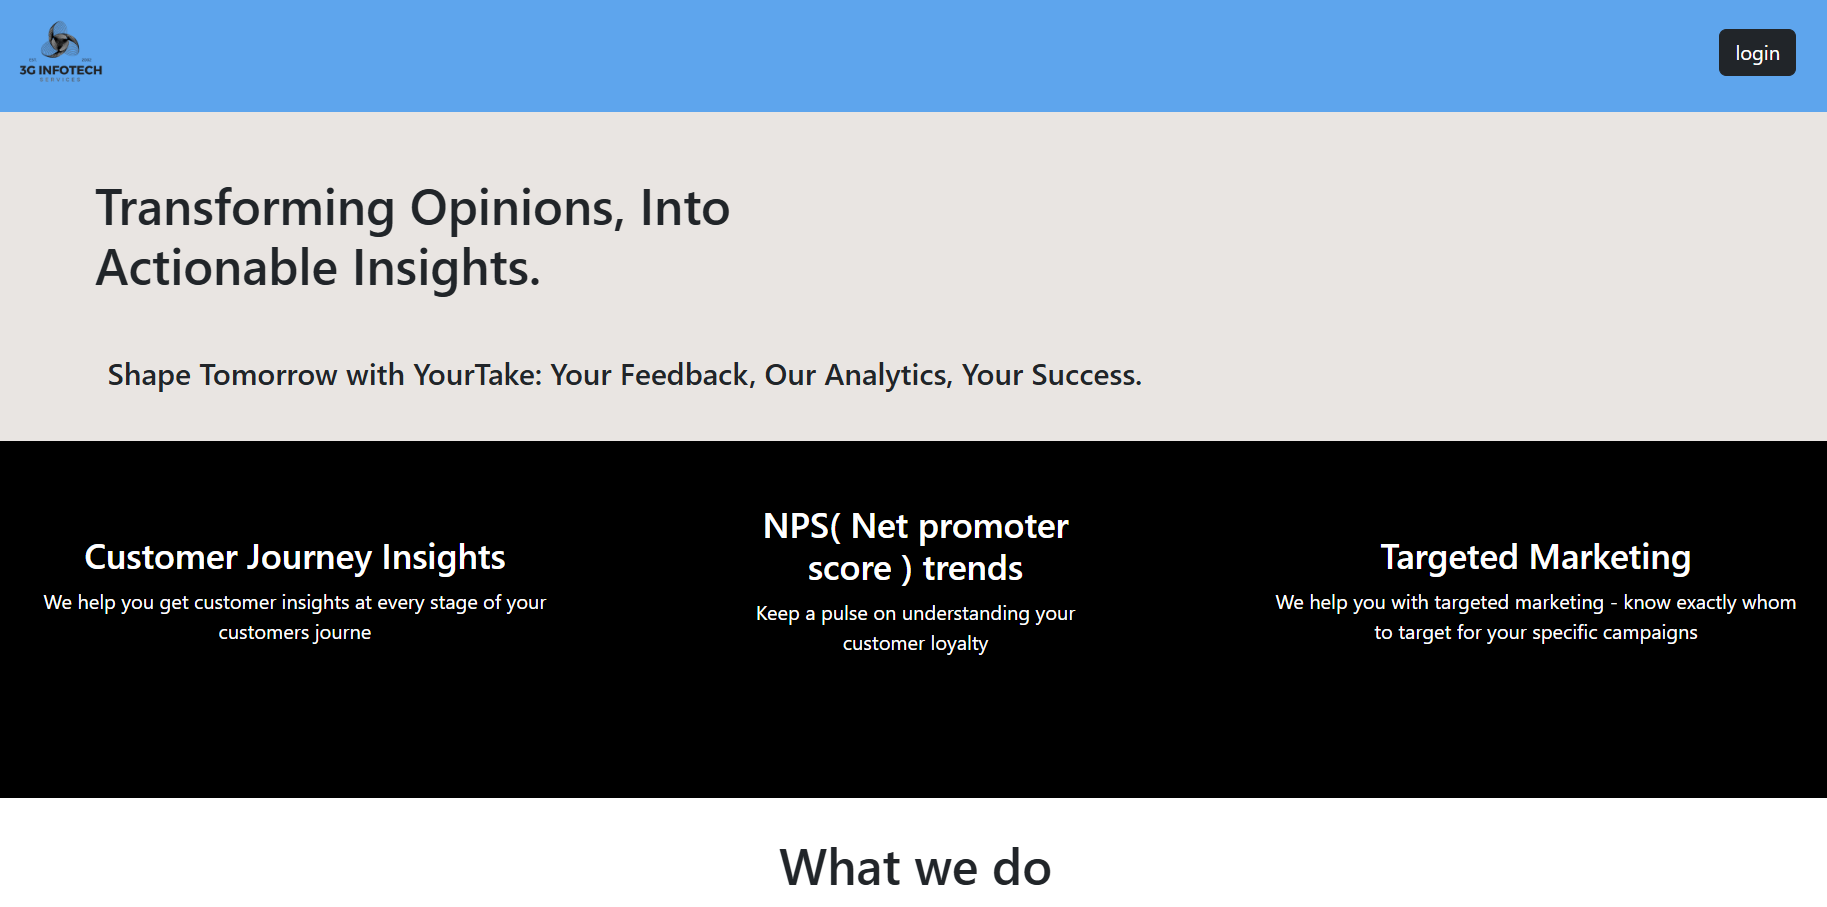 3G INFOTECH
SERVICES
login
Transforming Opinions, Into
Actionable Insights.
Shape Tomorrow with YourTake: Your Feedback, Our Analytics, Your Success.
Customer Journey Insights
We help you get customer insights at every stage of your
customers journe
NPS( Net promoter
score ) trends
Keep a pulse on understanding your
customer loyalty
Targeted Marketing
We help you with targeted marketing - know exactly whom
to target for your specific campaigns
What we do